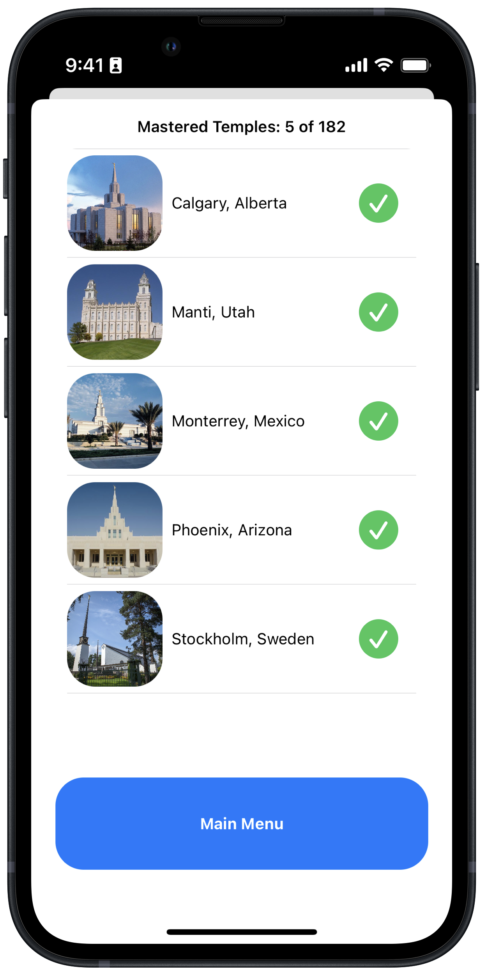 9:41
Mastered Temples: 5 of 182
Calgary, Alberta
Manti, Utah
Monterrey, Mexico
Phoenix, Arizona
Stockholm, Sweden
Main Menu